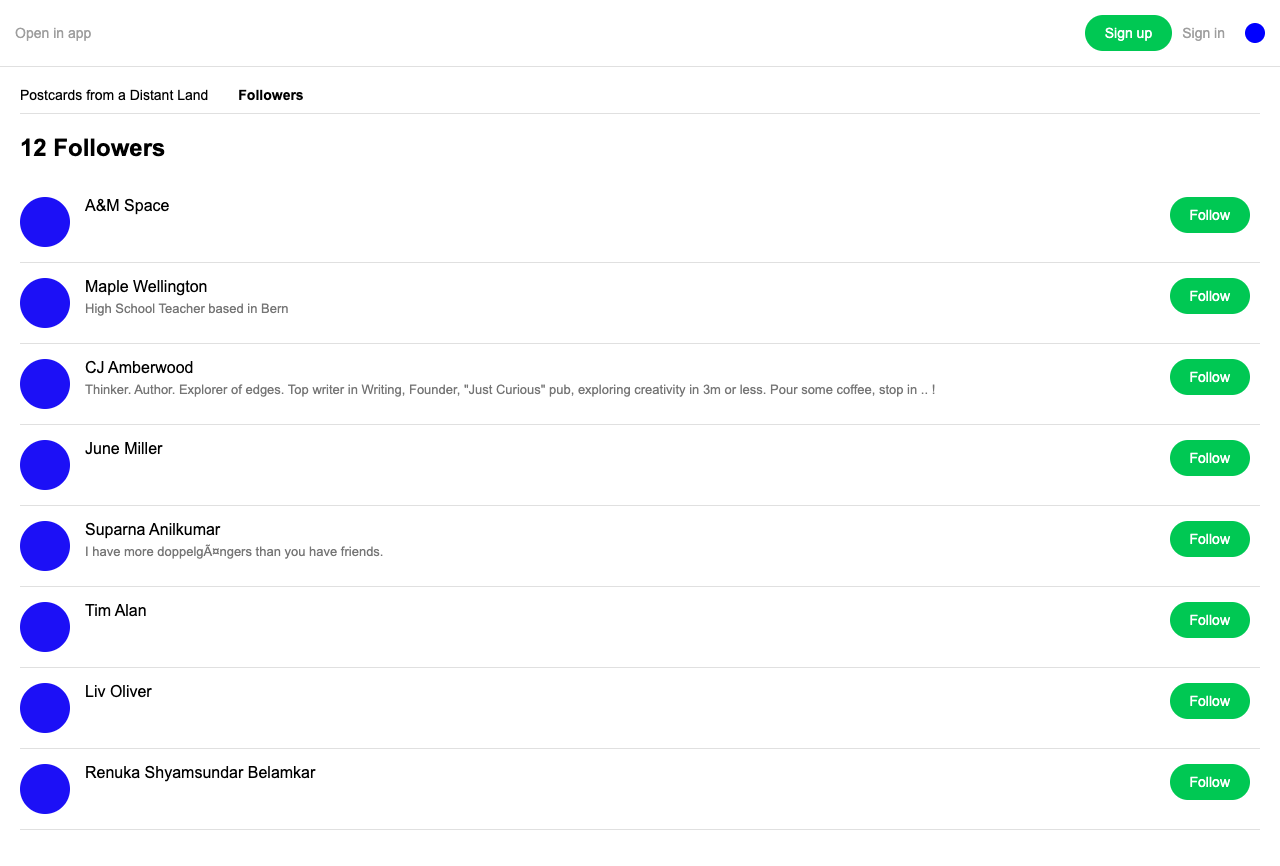 Open in app
Sign up
Sign in
Postcards from a Distant Land
Followers
12 Followers
A&M Space
Follow
Maple Wellington
High School Teacher based in Bern
Follow
CJ Amberwood
Thinker. Author. Explorer of edges. Top writer in Writing, Founder, "Just Curious" pub, exploring creativity in 3m or less. Pour some coffee, stop in .. !
Follow
June Miller
Follow
Suparna Anilkumar
I have more doppelgÃ¤ngers than you have friends.
Follow
Tim Alan
Follow
Liv Oliver
Follow
Renuka Shyamsundar Belamkar
Follow